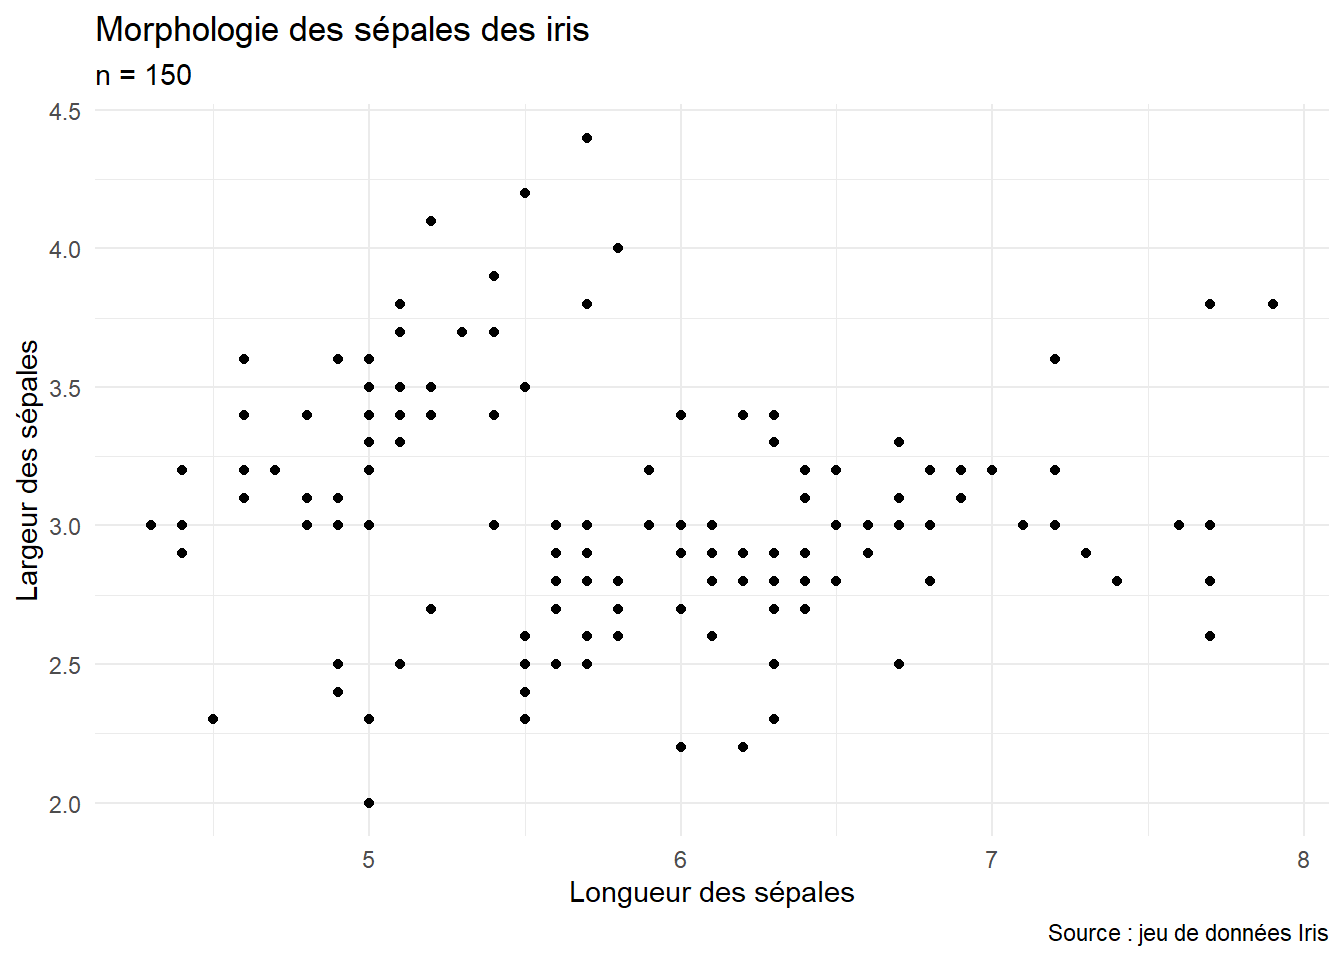 Morphologie des sépales des iris
n = 150
4.5
4.0
3.5
3.0
2.5
2.0
Largeur des sépales
5 6 7 8
Longueur des sépales
Source : jeu de données Iris